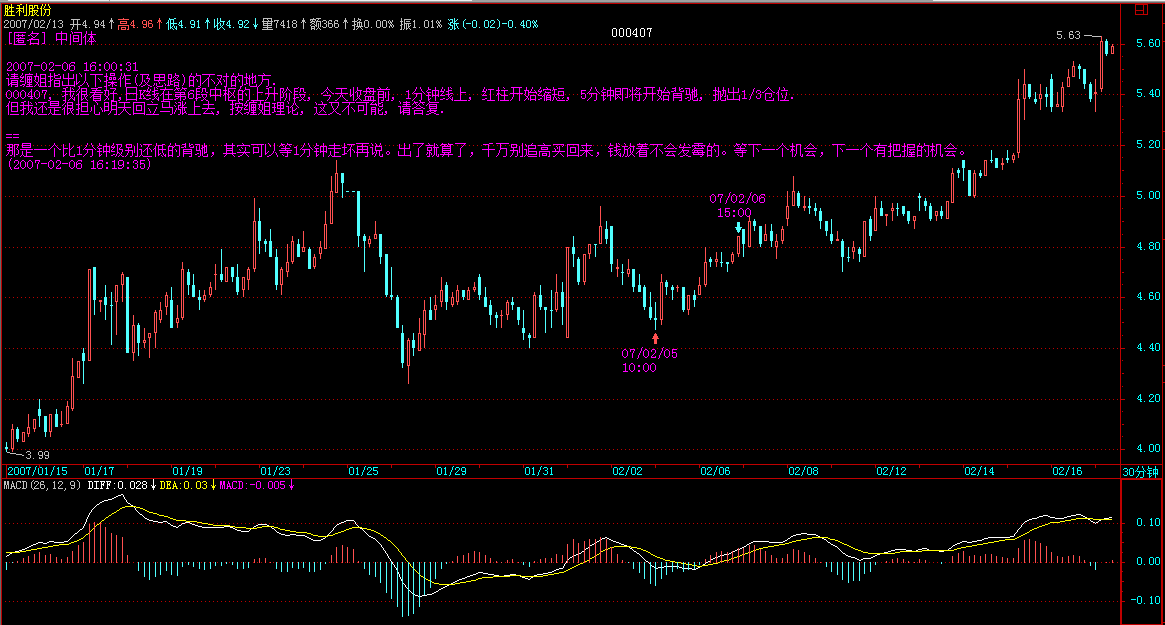 胜利股份
2007/02/13 开4.94↑高4.96↑低4.91↑收4.92↓量7418↑额366↑换0.00% 振1.01% 涨(-0.02)-0.40%
000407
[匿名] 中间体
5.63
2007-02-06 16:00:31
请缠姐指出以下操作(及思路)的不对的地方.
000407, 我很看好,日K线在第6段中枢的上升阶段, 今天收盘前, 1分钟线上, 红柱开始缩短, 5分钟即将开始背驰, 抛出1/3仓位.
但我还是很担心明天回立马涨上去, 按缠姐理论, 这又不可能, 请答复.
==
那是一个比1分钟级别还低的背驰，其实可以等1分钟走坏再说。出了就算了，千万别追高买回来，钱放着不会发霉的。等下一个机会，下一个有把握的机会。
(2007-02-06 16:19:35)
07/02/06
15:00
07/02/05
10:00
3.99
5.60
5.40
5.20
5.00
4.80
4.60
4.40
4.20
4.00
2007/01/15 01/17 01/19 01/23 01/25 01/29 01/31 02/02 02/06 02/08 02/12 02/14 02/16 30分钟
MACD(26,12,9) DIFF:0.028↓DEA:0.03↓MACD:-0.005↓
0.10
0.00
-0.10